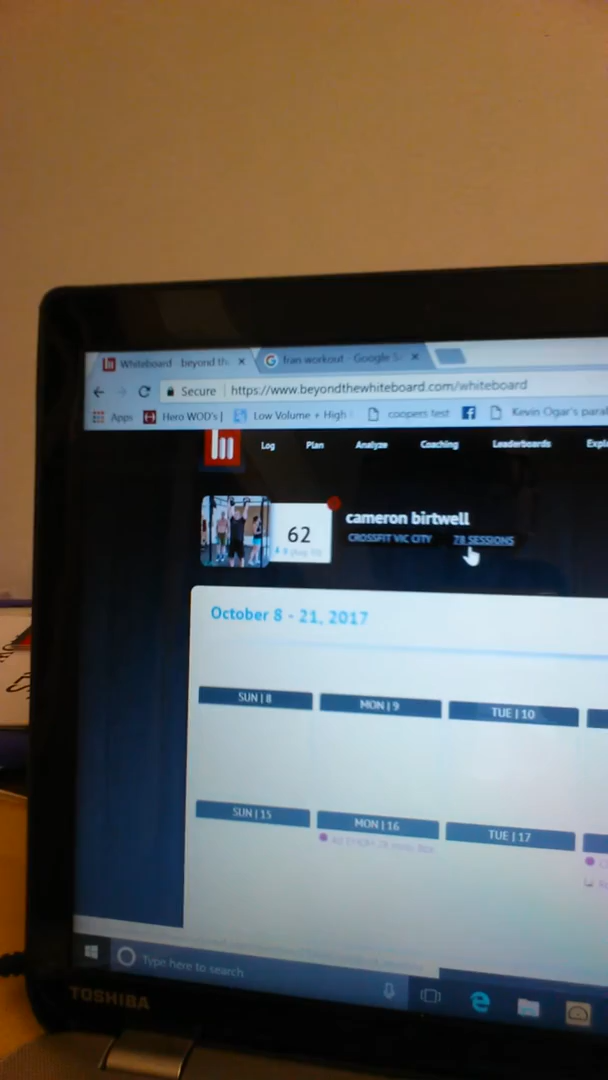 Whiteboard - beyond th
fran workout - Google S
Secure https://www.beyondthewhiteboard.com/whiteboard
Apps Hero WOD's | Low Volume + High coopers test Kevin Ogar's paral
Log Plan Analyze Coaching Leaderboards Expl
62
cameron birtwell
CROSSFIT VIC CITY 78 SESSIONS
October 8 - 21, 2017
SUN | 8 MON | 9 TUE | 10
SUN | 15 MON | 16 TUE | 17
Type here to search
TOSHIBA